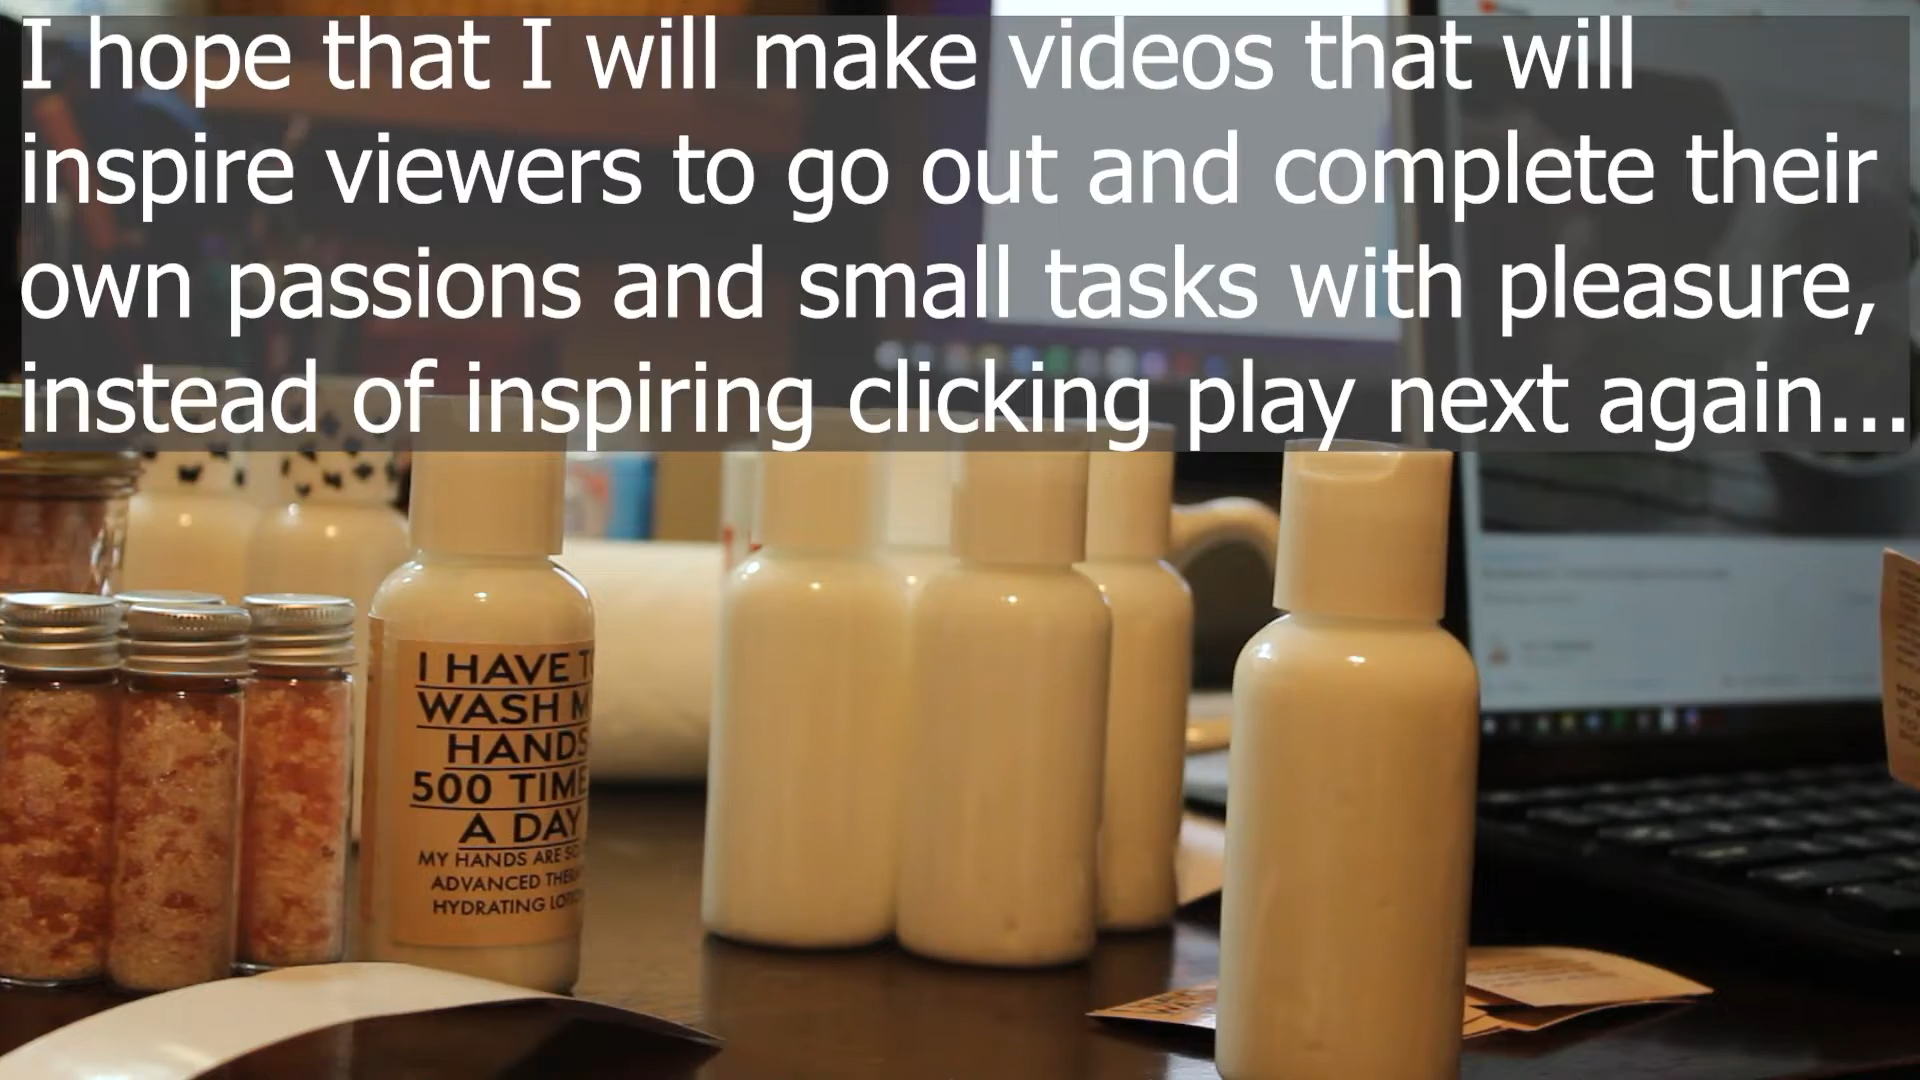 I hope that I will make videos that will
inspire viewers to go out and complete their
own passions and small tasks with pleasure,
instead of inspiring clicking play next again...
I HAVE
WASH
HANDS
500
A DAY
MY HANDS ARE
ADVANCED
HYDRATING